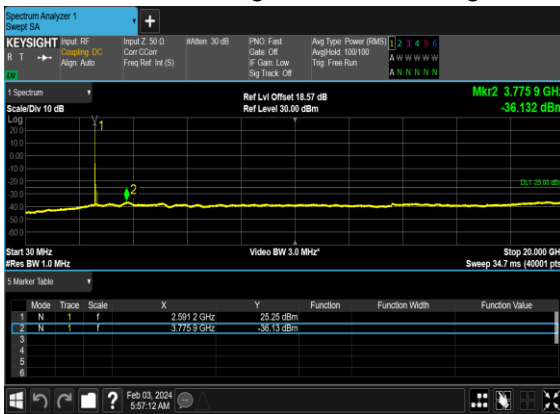 Spectrum Analyzer 1
Swept SA
KEYSIGHT
R T
LV
Input: RF
Coupling: DC
Align: Auto
Input Z: 50 Ω
Corr CCorr
Freq Ref: Int (S)
#Atten: 30 dB
PNO: Fast
Gate: Off
IF Gain: Low
Sig Track: Off
Avg Type: Power (RMS)
Avg|Hold: 100/100
Trig: Free Run
1 2 3 4 5 6
A W W W W W
A N N N N N
1 Spectrum
Scale/Div 10 dB
Ref Lvl Offset 18.57 dB
Ref Level 30.00 dBm
Mkr2 3.775 9 GHz
-36.132 dBm
Log
20.0
10.0
0.00
-10.0
-20.0
-30.0
-40.0
-50.0
-60.0
1
2
Start 30 MHz
#Res BW 1.0 MHz
Video BW 3.0 MHz*
Stop 20.000 GH
Sweep 34.7 ms (40001 pts
5 Marker Table
Mode Trace Scale X Y Function Function Width Function Value
1 N 1 f 2.591 2 GHz 25.25 dBm
2 N 1 f 3.775 9 GHz -36.13 dBm
3
4
5
6
? Feb 03, 2024
5:57:12 AM